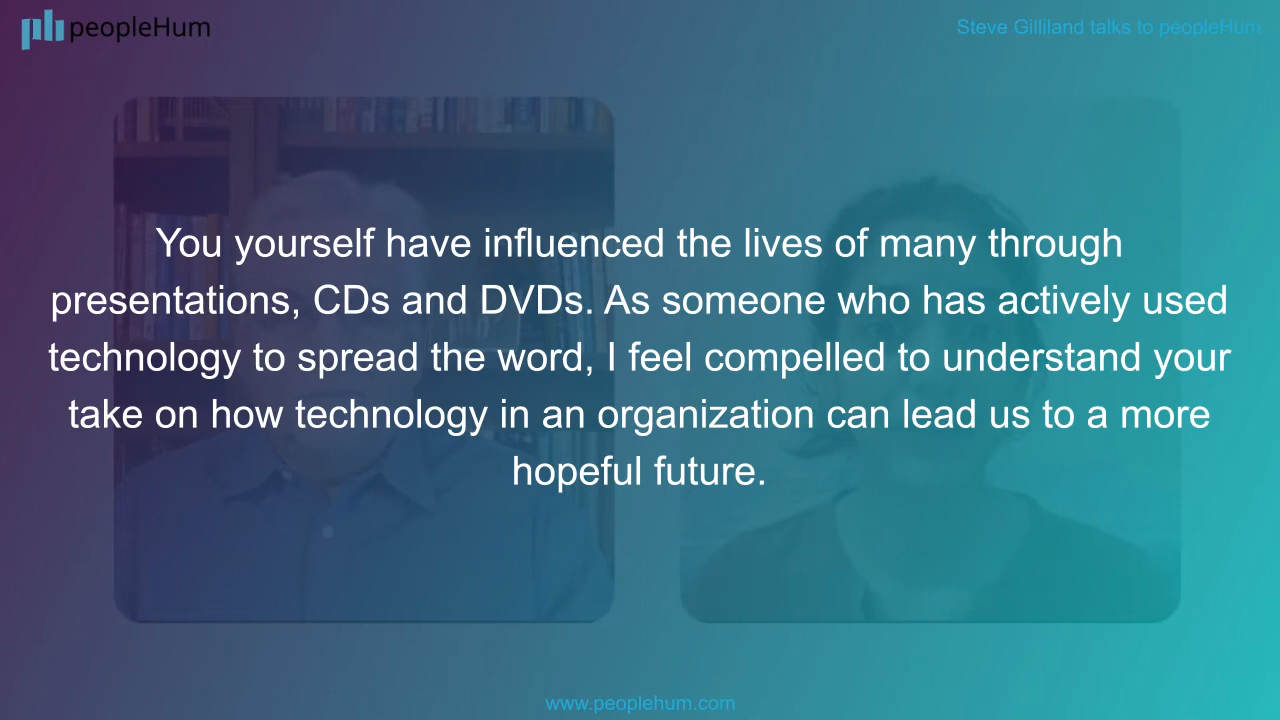 peopleHum
Steve Gilliland talks to peopleHum
You yourself have influenced the lives of many through
presentations, CDs and DVDs. As someone who has actively used
technology to spread the word, I feel compelled to understand your
take on how technology in an organization can lead us to a more
hopeful future.
www.peoplehum.com